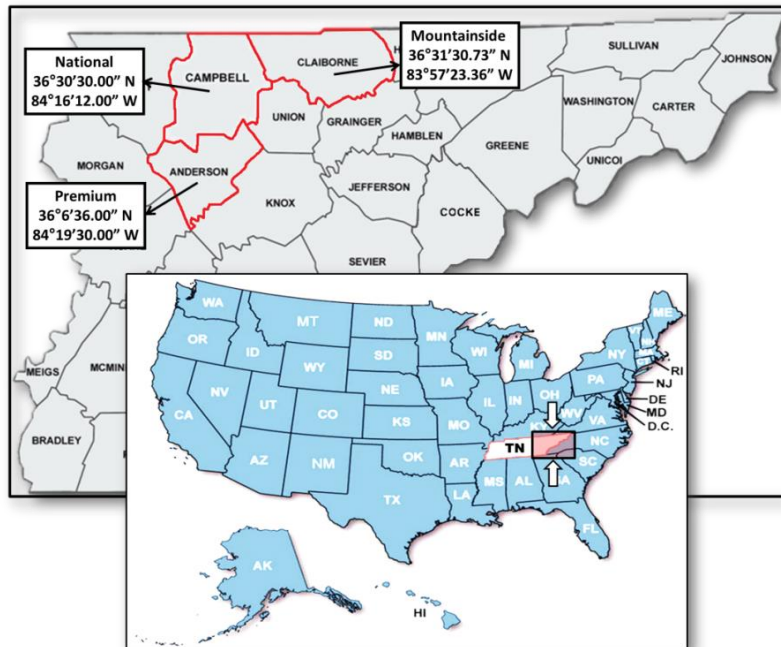 Mountainside
36°31'30.73” N
83°57'23.36” W
National
36°30'30.00” N
84°16'12.00” W
Premium
36°6'36.00” N
84°19'30.00” W
CAMPBELL
CLAIBORNE
SULLIVAN
JOHNSON
UNION
GRAINGER
HAMBLEN
WASHINGTON
CARTER
GREENE
UNICOI
MORGAN
ANDERSON
KNOX
JEFFERSON
COCKE
SEVIER
MEIGS
BRADLEY
WA
MT
ND
MN
ME
OR
ID
SD
WI
MI
NY
VT
RI
WY
NE
IA
PA
NJ
NV
UT
CO
IL
IN
OH
WV
DE
MD
D.C.
CA
KS
MO
KY
VA
AZ
NM
OK
AR
TN
NC
SC
TX
LA
MS
AL
GA
FL
AK
HI